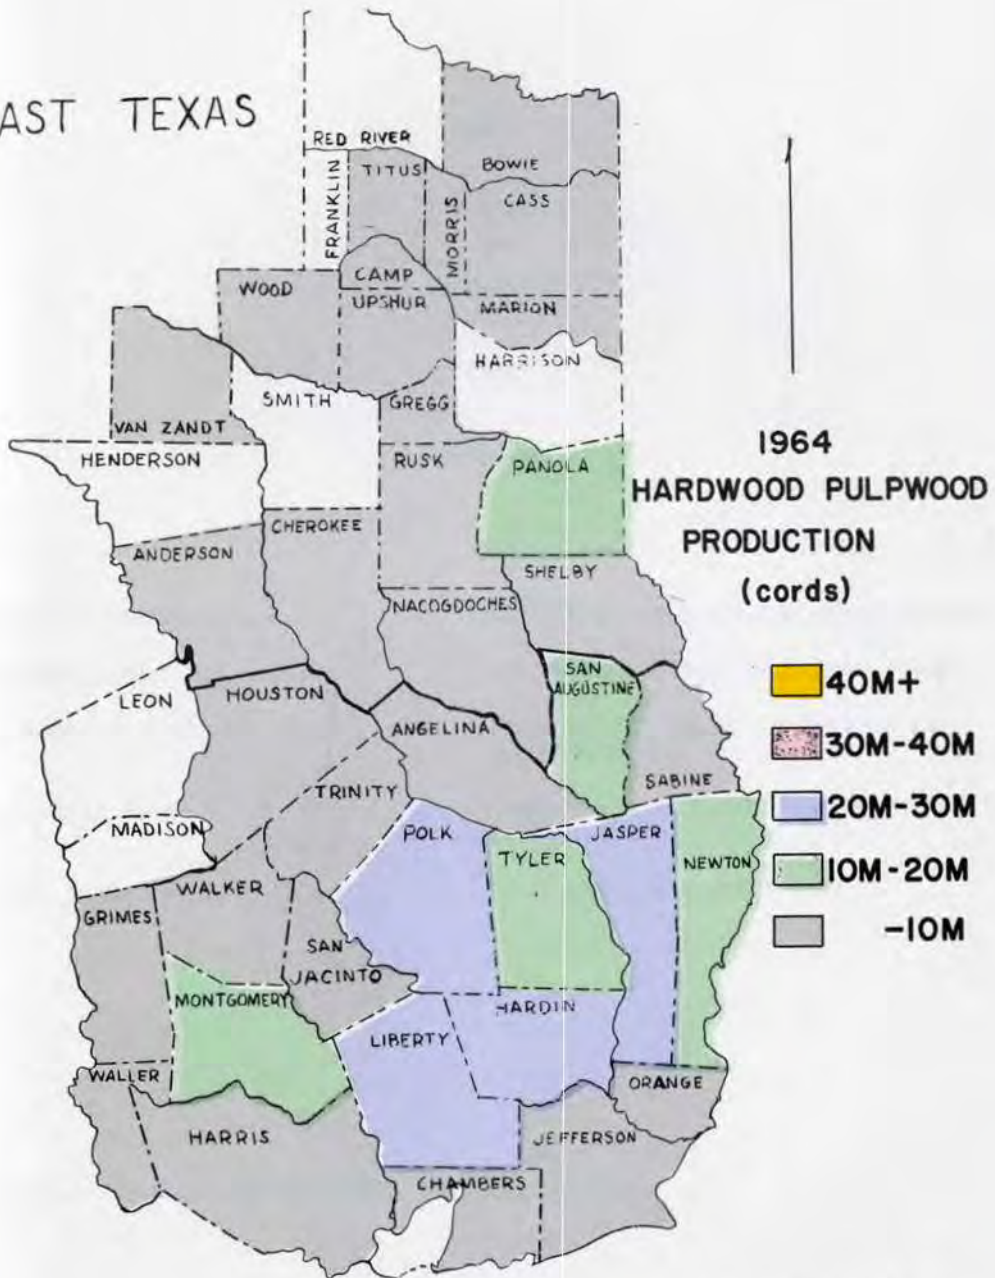 AST TEXAS
RED RIVER
BOWIE
TITUS
FRANKLIN
MORRIS
CASS
CAMP
WOOD
UPSHUR
MARION
HARRISON
SMITH
GREGG
VAN ZANDT
HENDERSON
RUSK
PANOLA
CHEROKEE
ANDERSON
SHELBY
NACOGDOCHES
SAN
AUGUSTINE
LEON
HOUSTON
ANGELINA
SABINE
TRINITY
MADISON
POLK
JASPER
TYLER
NEWTON
WALKER
GRIMES
SAN
JACINTO
MONTGOMERY
HARDIN
LIBERTY
WALLER
ORANGE
HARRIS
JEFFERSON
CHAMBERS
1964
HARDWOOD PULPWOOD
PRODUCTION
(cords)
40M+
30M-40M
20M-30M
10M-20M
-10M